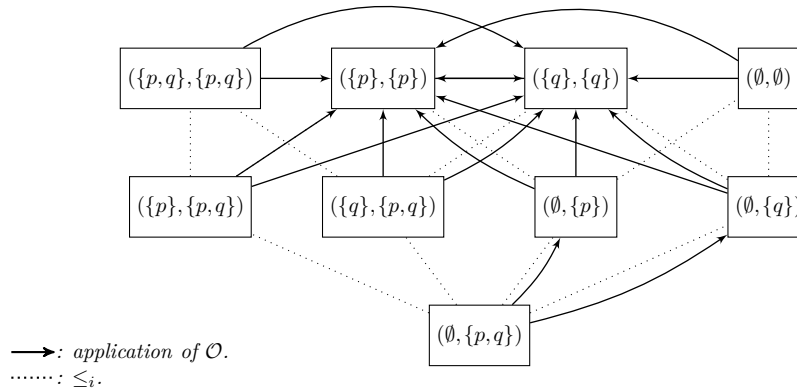 ({p, q}, {p, q}) ({p}, {p}) ({q}, {q}) (∅, ∅)
({p}, {p, q}) ({q}, {p, q}) (∅, {p}) (∅, {q})
(∅, {p, q})
: application of 𝒪.
: ≤ᵢ.